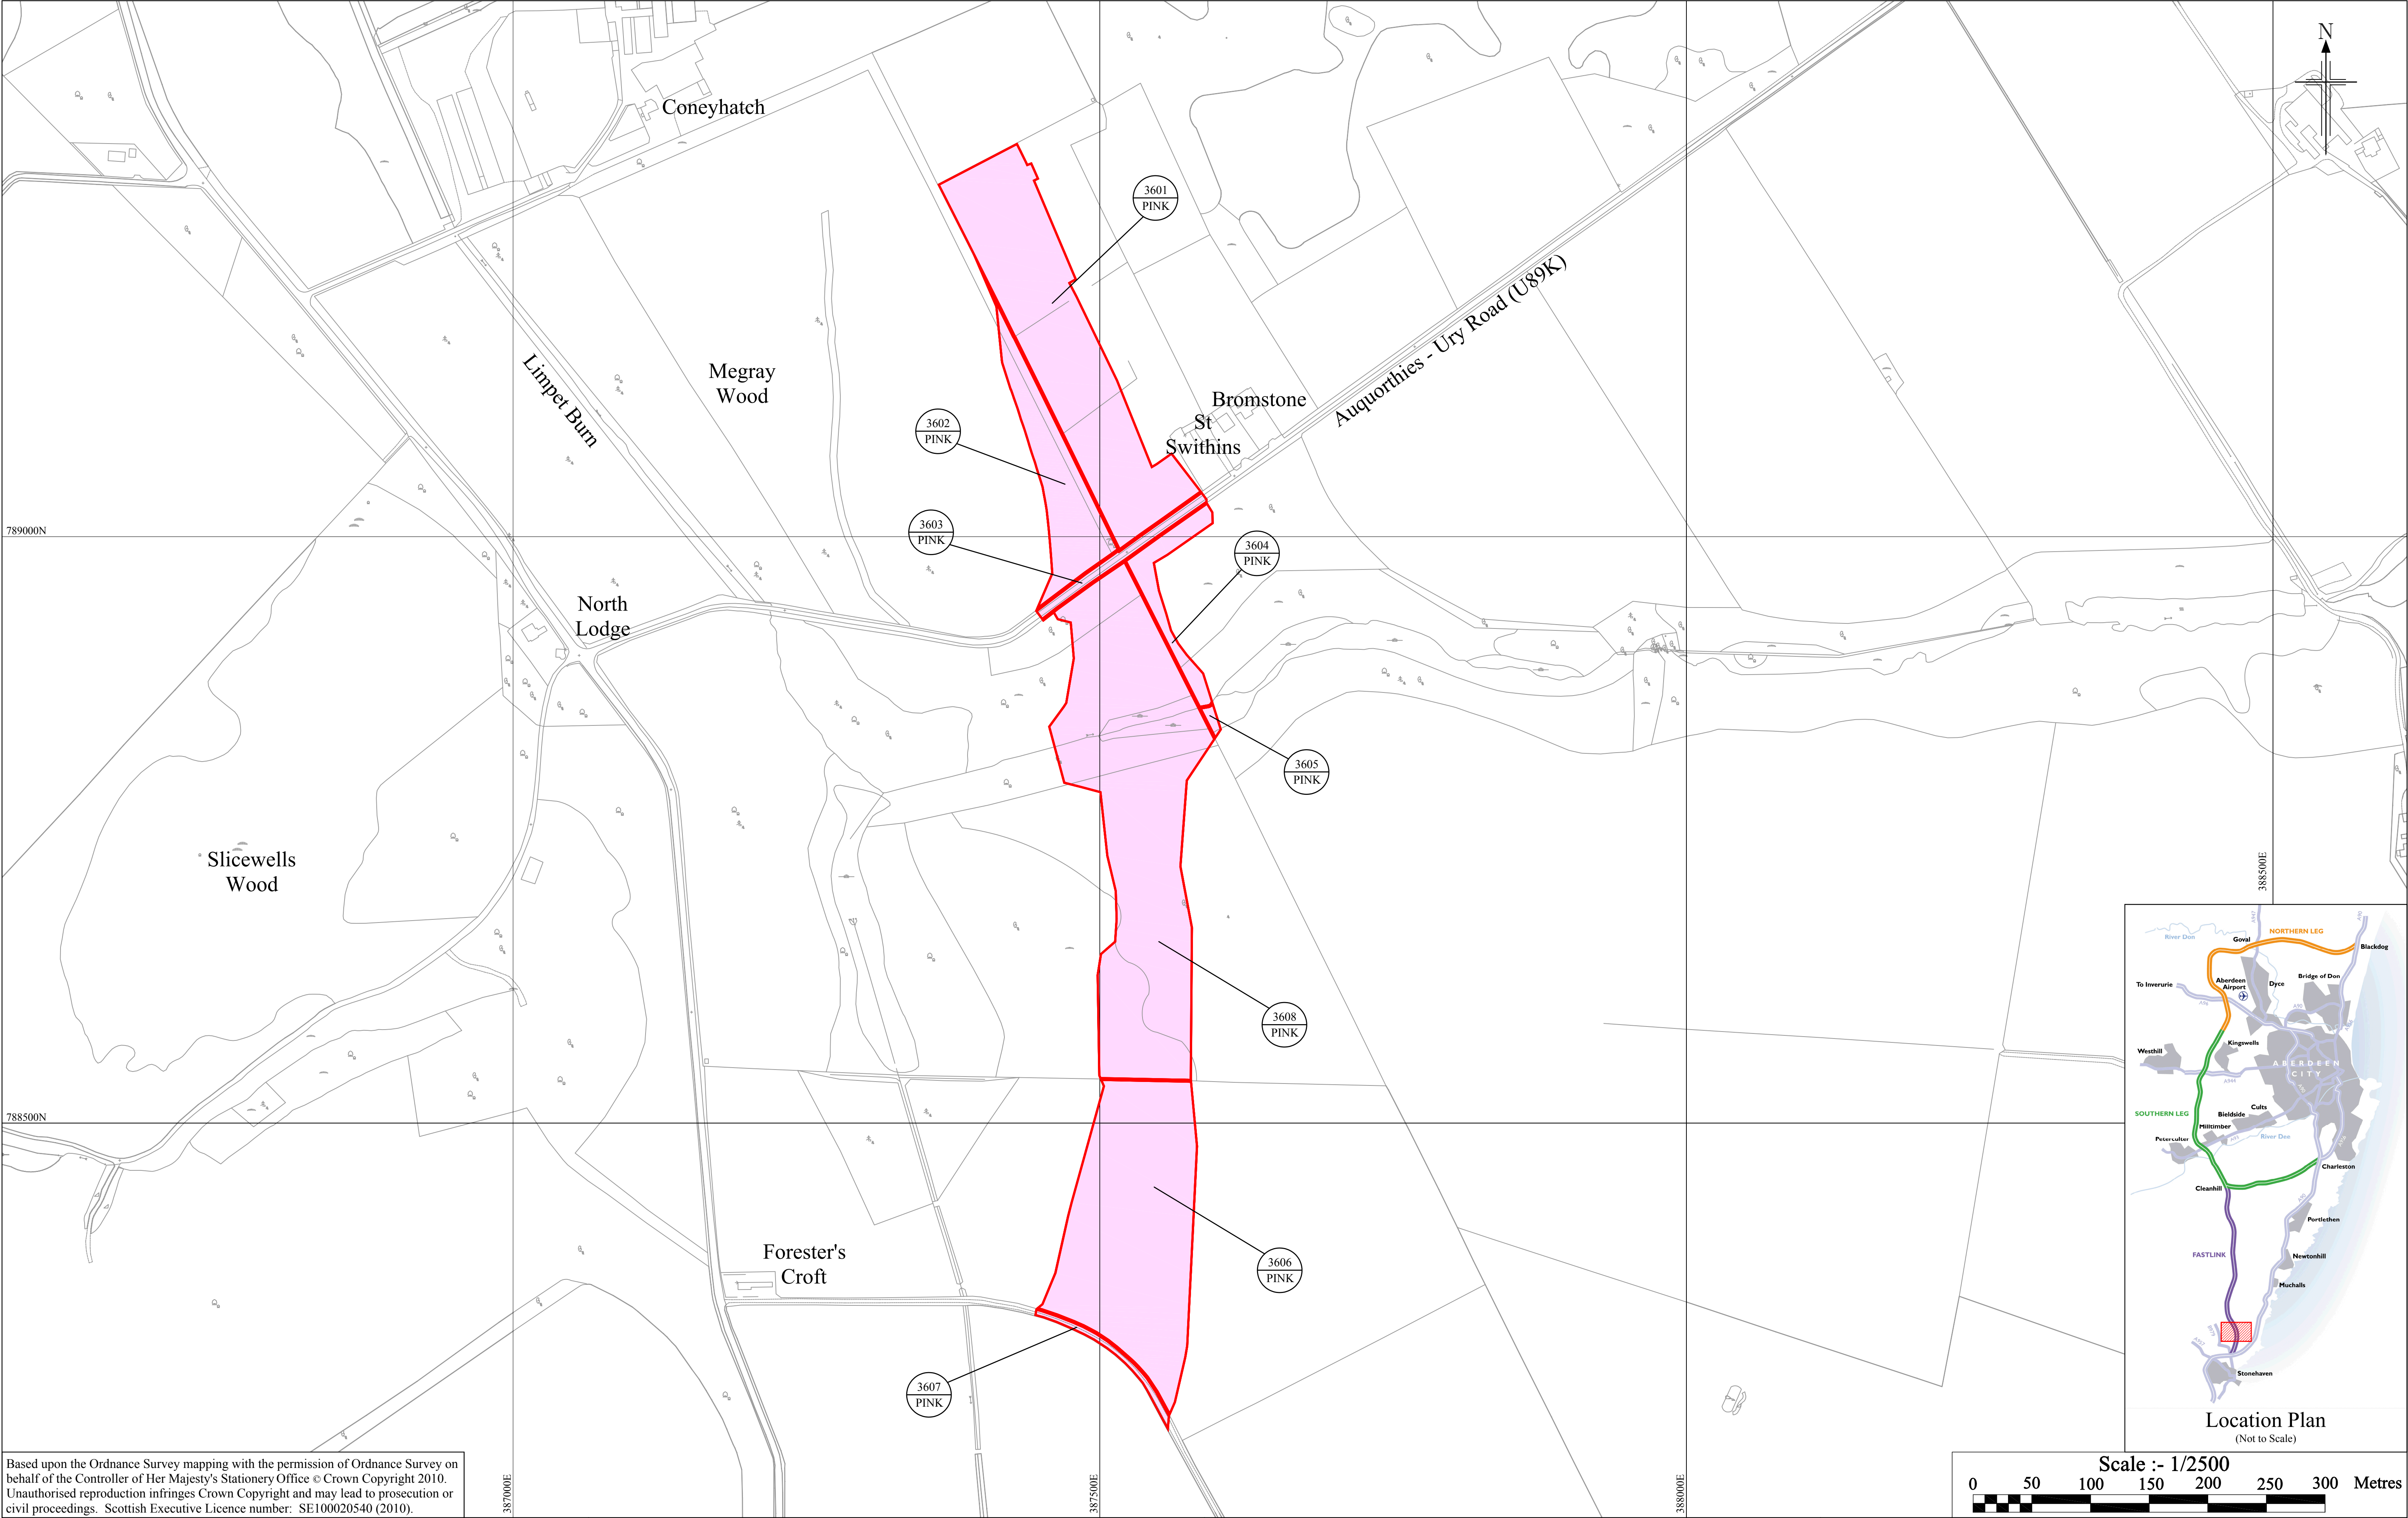 N
Coneyhatch
3601
PINK
Auquorthies - Ury Road (U89K)
Limpet Burn
Megray
Wood
Bromstone
St
Swithins
3602
PINK
3603
PINK
789000N
3604
PINK
North
Lodge
3605
PINK
Slicewells
Wood
388500E
3608
PINK
788500N
Forester's
Croft
3606
PINK
3607
PINK
387000E
387500E
388000E
NORTHERN LEG
River Don
Goval
Blackdog
A947
A90
To Inverurie
Aberdeen
Airport
Dyce
Bridge of Don
A96
Westhill
Kingswells
ABERDEEN
CITY
A944
SOUTHERN LEG
Bieldside
Cults
Milltimber
Peterculter
A93
River Dee
Charleston
Cleanhill
A90
Portlethen
FASTLINK
Newtonhill
Muchalls
A957
Stonehaven
Location Plan
(Not to Scale)
Scale :- 1/2500
0 50 100 150 200 250 300 Metres
Based upon the Ordnance Survey mapping with the permission of Ordnance Survey on
behalf of the Controller of Her Majesty's Stationery Office © Crown Copyright 2010.
Unauthorised reproduction infringes Crown Copyright and may lead to prosecution or
civil proceedings. Scottish Executive Licence number: SE100020540 (2010).